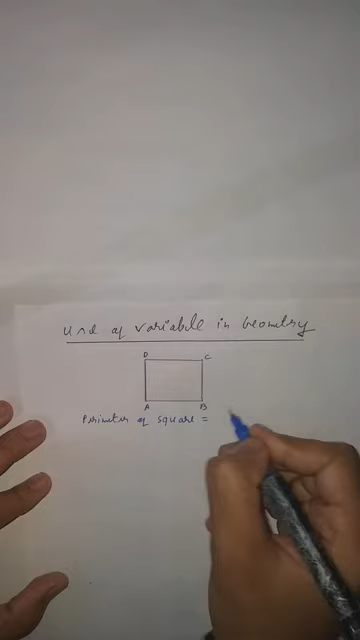 Use of variable in Geometry
D C
A B
Perimeter of square =